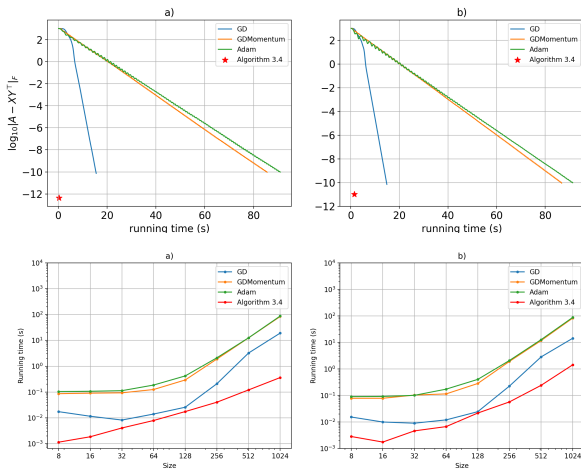 a)
2
0
−2
−4
−6
−8
−10
−12
log₁₀|A − XY⊤|F
0
20
40
60
80
running time (s)
GD
GDMomentum
Adam
Algorithm 3.4
b)
2
0
−2
−4
−6
−8
−10
−12
0
20
40
60
80
running time (s)
GD
GDMomentum
Adam
Algorithm 3.4
a)
10⁴
10³
10²
10¹
10⁰
10⁻¹
10⁻²
10⁻³
Running time (s)
8
16
32
64
128
256
512
1024
Size
GD
GDMomentum
Adam
Algorithm 3.4
b)
10⁴
10³
10²
10¹
10⁰
10⁻¹
10⁻²
10⁻³
Running time (s)
8
16
32
64
128
256
512
1024
Size
GD
GDMomentum
Adam
Algorithm 3.4